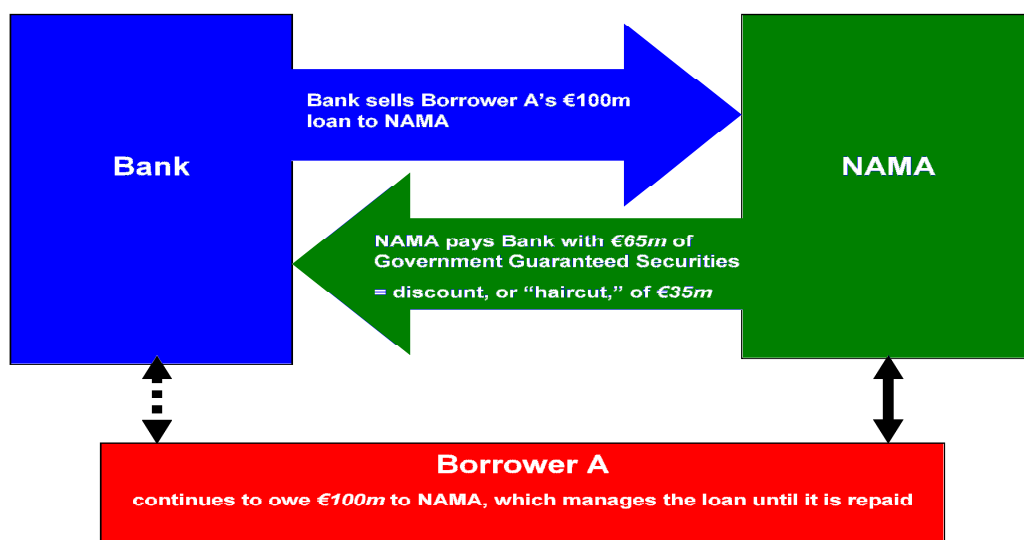 Bank
Bank sells Borrower A’s €100m
loan to NAMA
NAMA
NAMA pays Bank with €65m of
Government Guaranteed Securities
= discount, or “haircut,” of €35m
Borrower A
continues to owe €100m to NAMA, which manages the loan until it is repaid